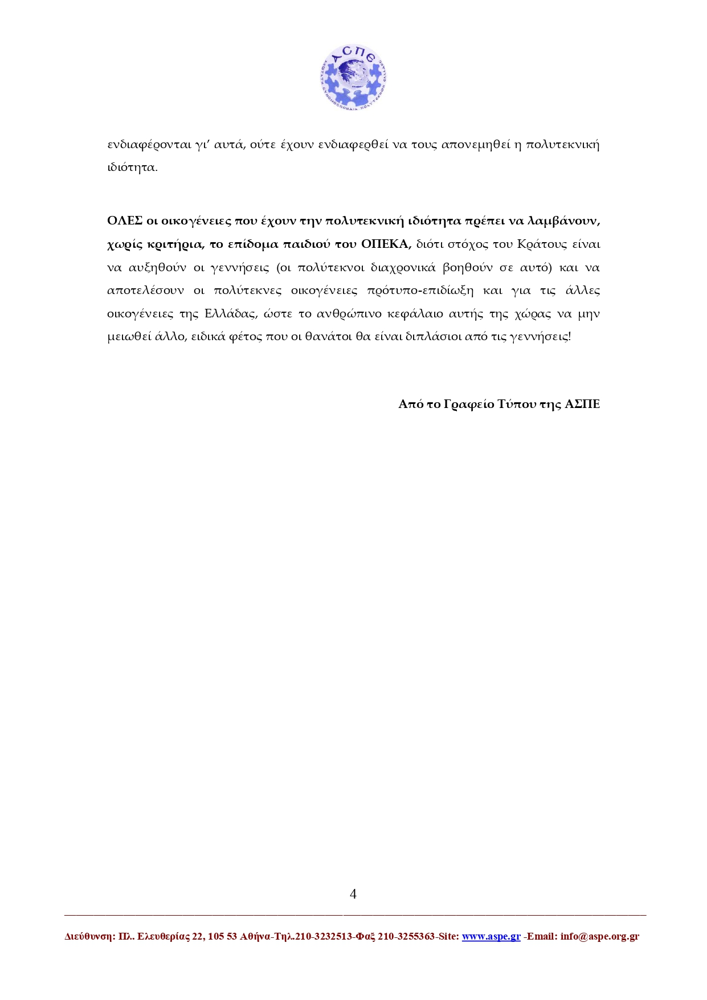 ΑΣΠΕ
ΑΝΩΤΑΤΗ ΣΥΝΟΜΟΣΠΟΝΔΙΑ ΠΟΛΥΤΕΚΝΩΝ ΕΛΛΑΔΟΣ
ενδιαφέρονται γι’ αυτά, ούτε έχουν ενδιαφερθεί να τους απονεμηθεί η πολυτεκνική
ιδιότητα.
ΟΛΕΣ οι οικογένειες που έχουν την πολυτεκνική ιδιότητα πρέπει να λαμβάνουν,
χωρίς κριτήρια, το επίδομα παιδιού του ΟΠΕΚΑ, διότι στόχος του Κράτους είναι
να αυξηθούν οι γεννήσεις (οι πολύτεκνοι διαχρονικά βοηθούν σε αυτό) και να
αποτελέσουν οι πολύτεκνες οικογένειες πρότυπο-επιδίωξη και για τις άλλες
οικογένειες της Ελλάδας, ώστε το ανθρώπινο κεφάλαιο αυτής της χώρας να μην
μειωθεί άλλο, ειδικά φέτος που οι θανάτοι θα είναι διπλάσιοι από τις γεννήσεις!
Από το Γραφείο Τύπου της ΑΣΠΕ
4
Διεύθυνση: Πλ. Ελευθερίας 22, 105 53 Αθήνα-Τηλ.210-3232513-Φαξ 210-3255363-Site: www.aspe.gr -Email: info@aspe.org.gr